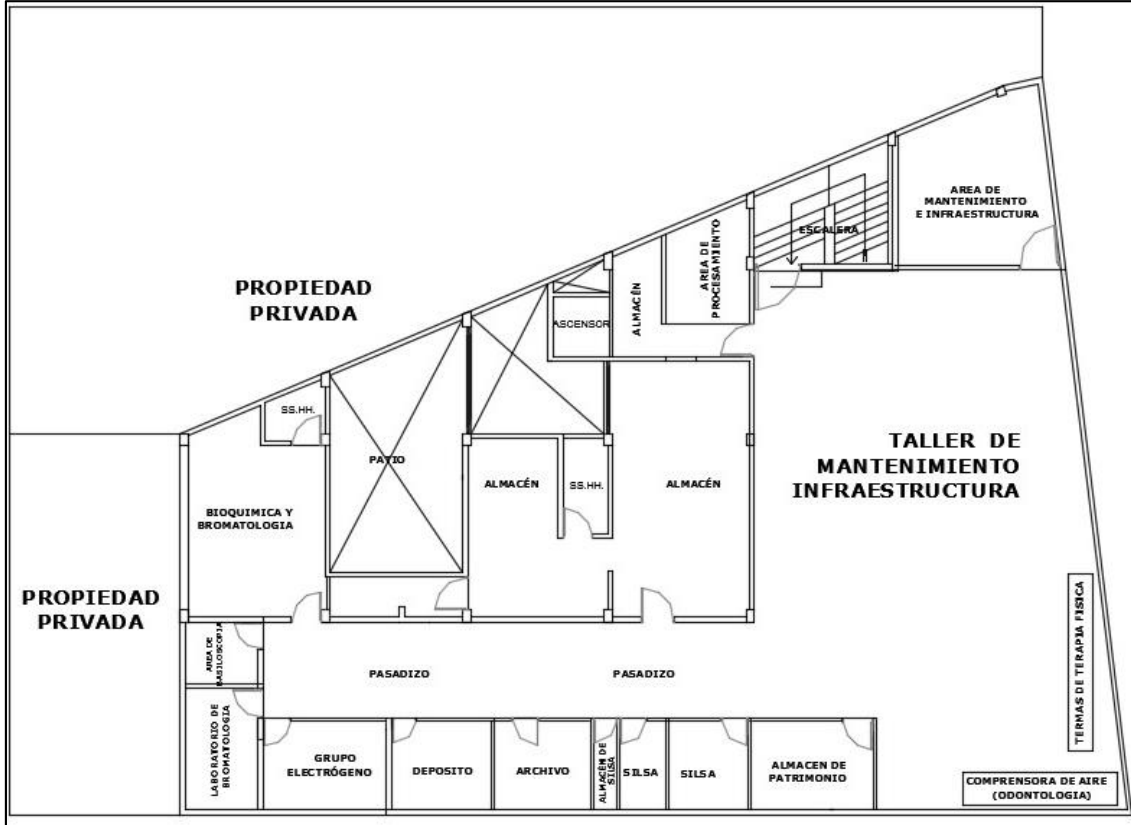 AREA DE
MANTENIMIENTO
E INFRAESTRUCTURA
ESCALERA
AREA DE
PROCESAMIENTO
PROPIEDAD
PRIVADA
ALMACÉN
ASCENSOR
SS.HH.
PATIO
ALMACÉN
SS.HH.
ALMACÉN
TALLER DE
MANTENIMIENTO
INFRAESTRUCTURA
BIOQUIMICA Y
BROMATOLOGIA
PROPIEDAD
PRIVADA
AREA DE
BASILOSCOPIA
PASADIZO
PASADIZO
TERMAS DE TERAPIA FISICA
LABORATORIO DE
BROMATOLOGIA
GRUPO
ELECTRÓGENO
DEPOSITO
ARCHIVO
ALMACÉN DE
SILSA
SILSA
SILSA
ALMACEN DE
PATRIMONIO
COMPRENSORA DE AIRE
(ODONTOLOGIA)